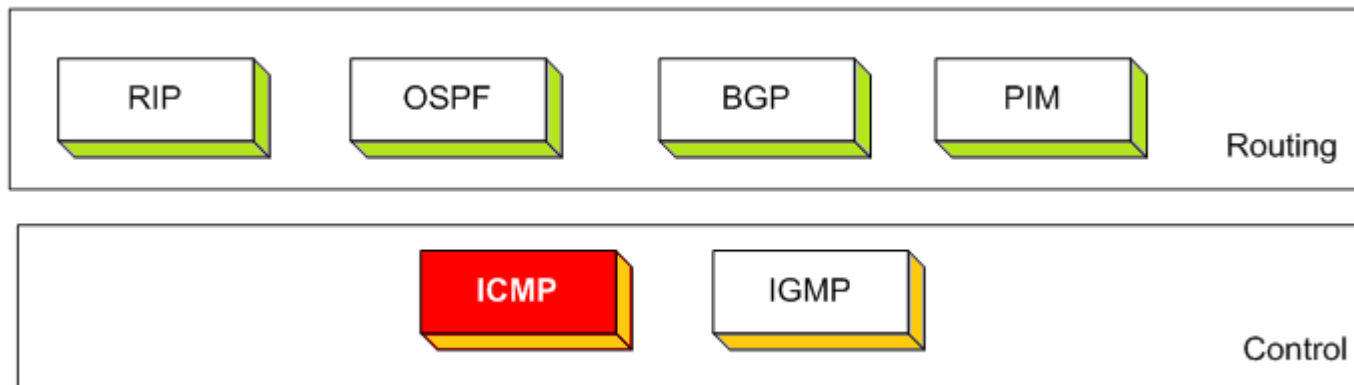 RIP
OSPF
BGP
PIM
Routing
ICMP
IGMP
Control